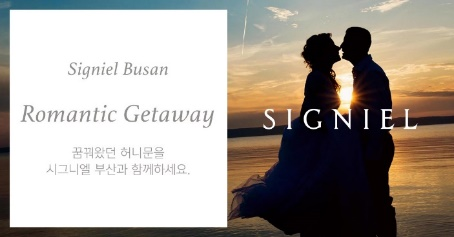 Signiel Busan
Romantic Getaway
꿈꿔왔던 허니문을
시그니엘 부산과 함께하세요.
SIGNIEL